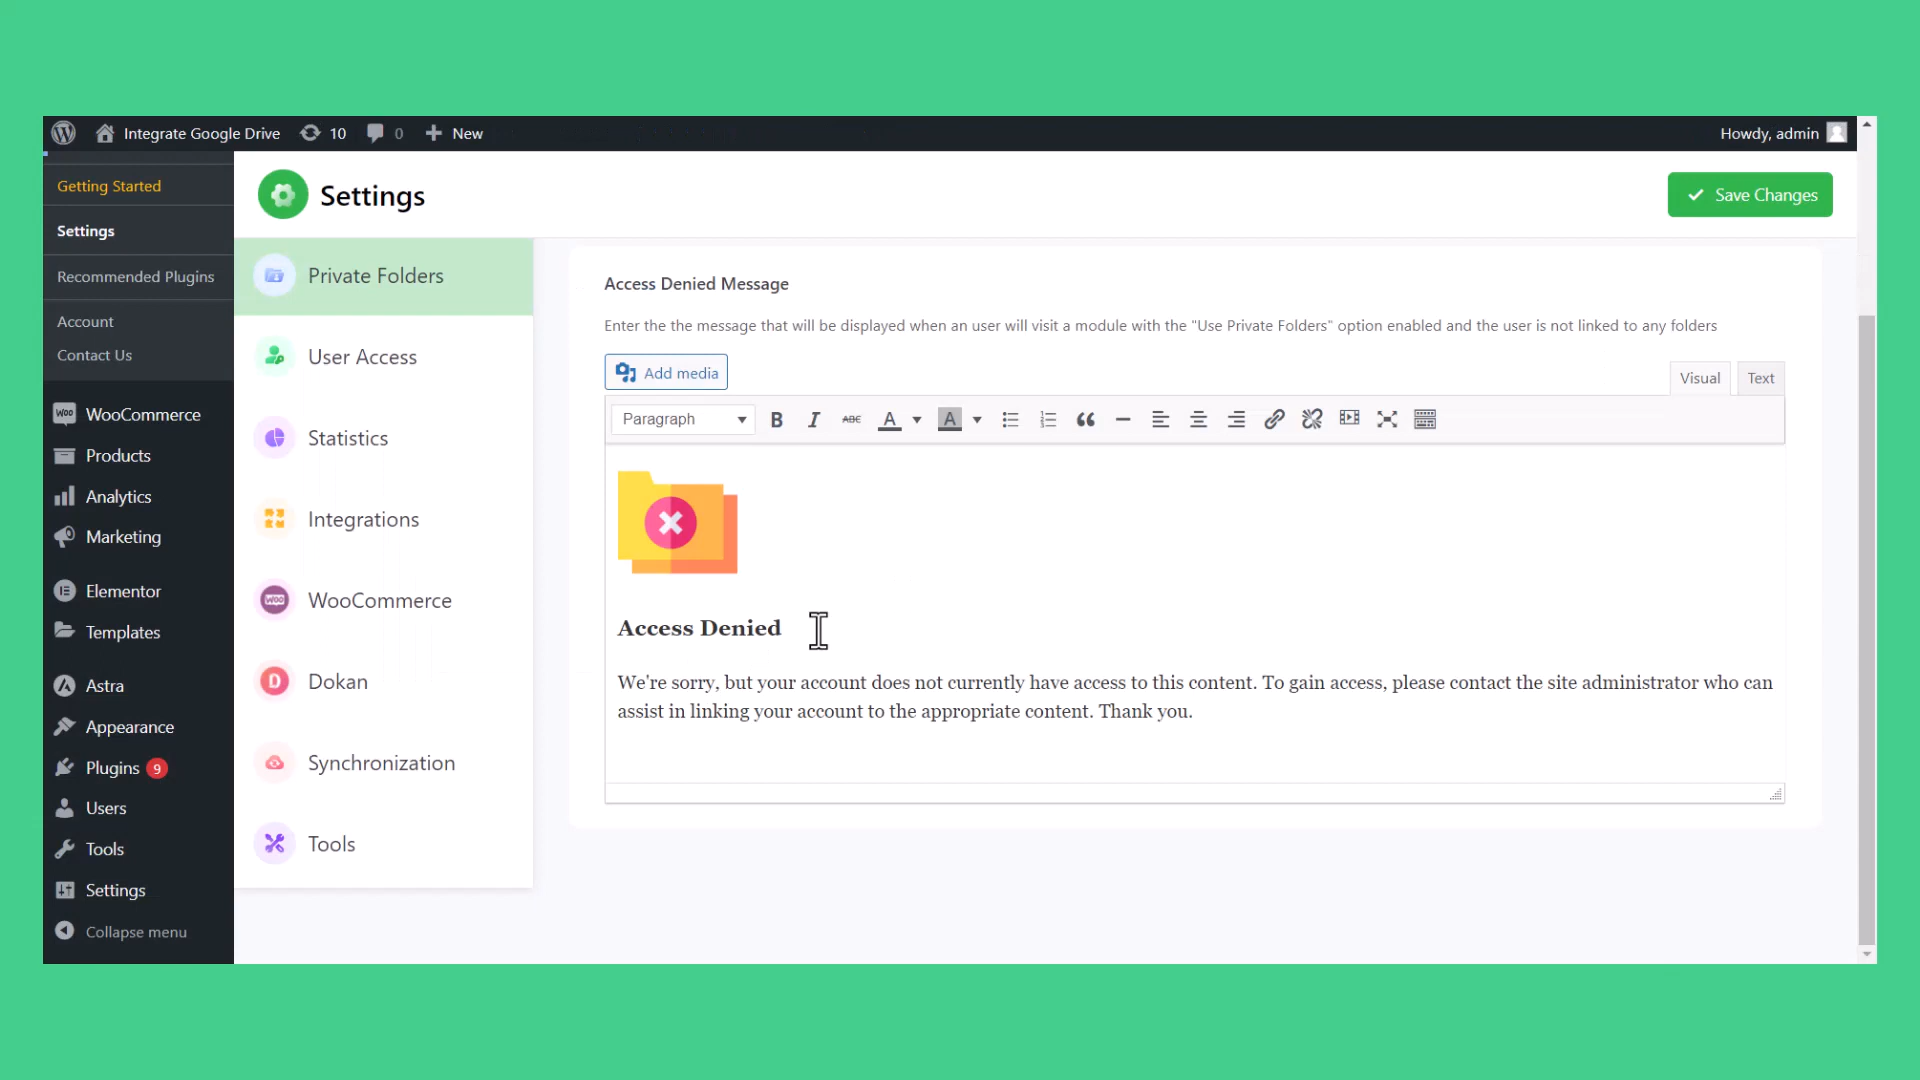 Integrate Google Drive 10 0 New Howdy, admin
Getting Started
Settings
Recommended Plugins
Account
Contact Us
WooCommerce
Products
Analytics
Marketing
Elementor
Templates
Astra
Appearance
Plugins 9
Users
Tools
Settings
Collapse menu
Settings
Save Changes
Private Folders
User Access
Statistics
Integrations
WooCommerce
Dokan
Synchronization
Tools
Access Denied Message
Enter the the message that will be displayed when an user will visit a module with the "Use Private Folders" option enabled and the user is not linked to any folders
Add media
Visual Text
Paragraph B I ABC A A
Access Denied
We're sorry, but your account does not currently have access to this content. To gain access, please contact the site administrator who can
assist in linking your account to the appropriate content. Thank you.